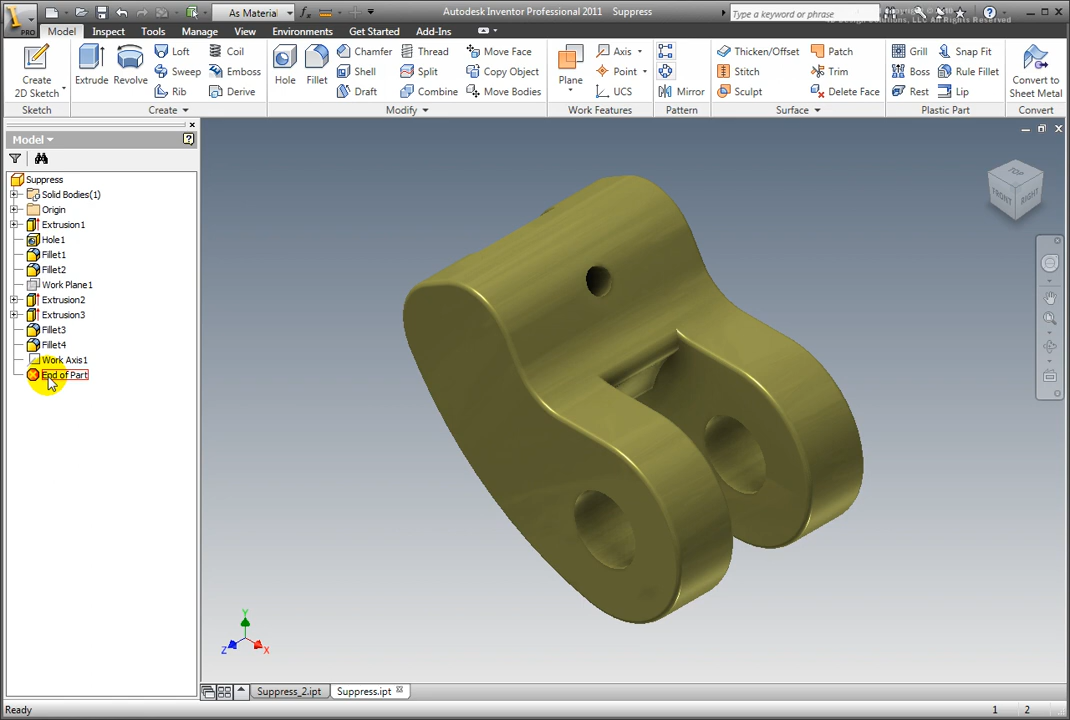 As Material
Autodesk Inventor Professional 2011 Suppress
Type a keyword or phrase
PRO
Model Inspect Tools Manage View Environments Get Started Add-Ins
Create
2D Sketch
Sketch
Extrude Revolve
Loft
Sweep
Rib
Coil
Emboss
Derive
Create
Hole Fillet
Chamfer
Shell
Draft
Thread
Split
Combine
Move Face
Copy Object
Move Bodies
Modify
Plane
Axis
Point
UCS
Work Features
Mirror
Pattern
Thicken/Offset
Stitch
Sculpt
Patch
Trim
Delete Face
Surface
Grill
Boss
Rest
Snap Fit
Rule Fillet
Lip
Plastic Part
Convert to
Sheet Metal
Convert
Model
Suppress
Solid Bodies(1)
Origin
Extrusion1
Hole1
Fillet1
Fillet2
Work Plane1
Extrusion2
Extrusion3
Fillet3
Fillet4
Work Axis1
End of Part
TOP
FRONT
RIGHT
Y
Z
X
Suppress_2.ipt
Suppress.ipt
Ready
1 2